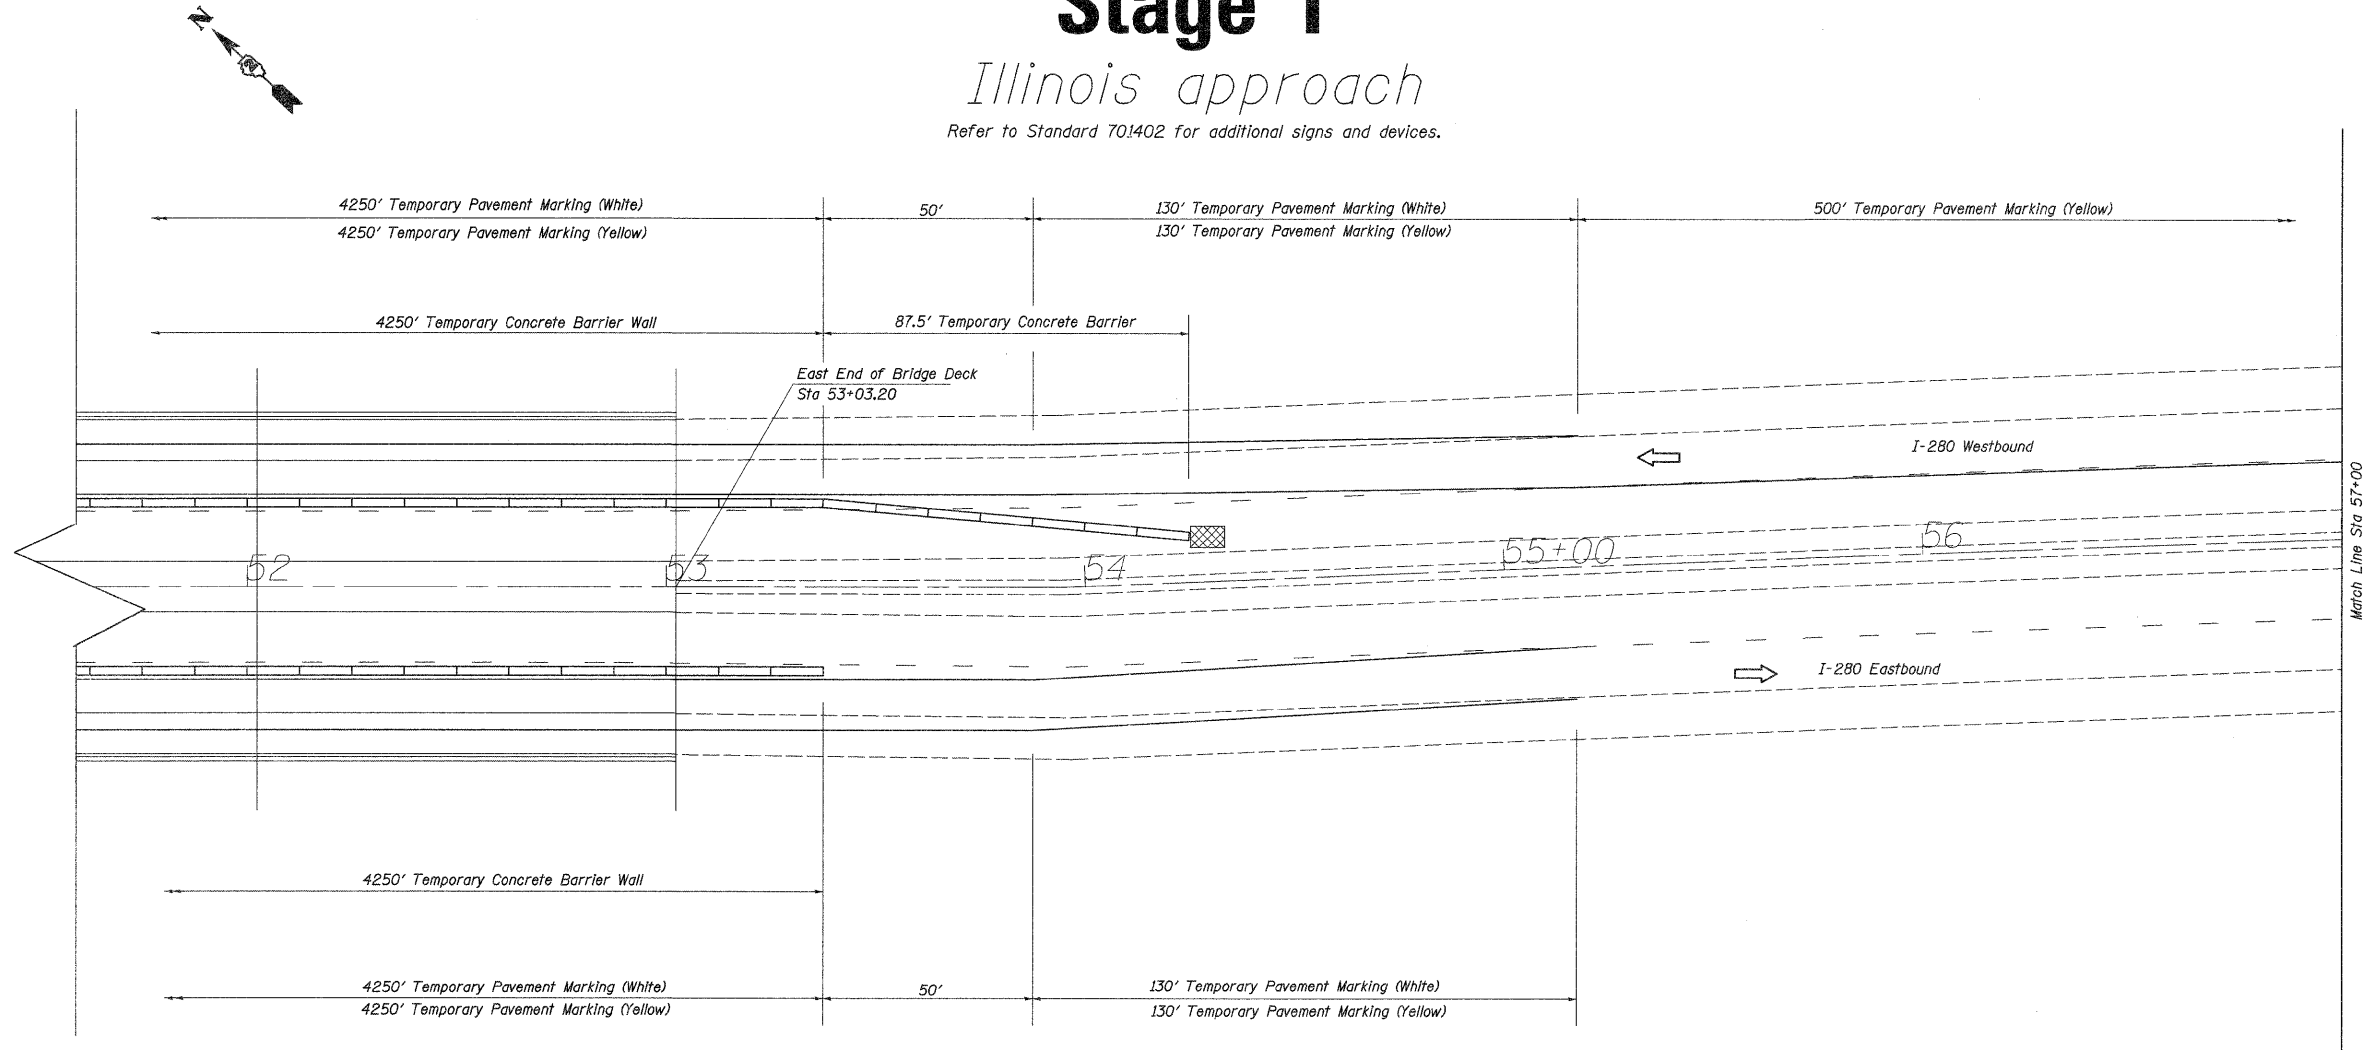 Stage 1
N
Illinois approach
Refer to Standard 701402 for additional signs and devices.
4250' Temporary Pavement Marking (White)
50'
130' Temporary Pavement Marking (White)
500' Temporary Pavement Marking (Yellow)
4250' Temporary Pavement Marking (Yellow)
130' Temporary Pavement Marking (Yellow)
4250' Temporary Concrete Barrier Wall
87.5' Temporary Concrete Barrier
East End of Bridge Deck
Sta 53+03.20
I-280 Westbound
Match Line Sta 57+00
52
53
54
55+00
56
I-280 Eastbound
4250' Temporary Concrete Barrier Wall
4250' Temporary Pavement Marking (White)
50'
130' Temporary Pavement Marking (White)
4250' Temporary Pavement Marking (Yellow)
130' Temporary Pavement Marking (Yellow)